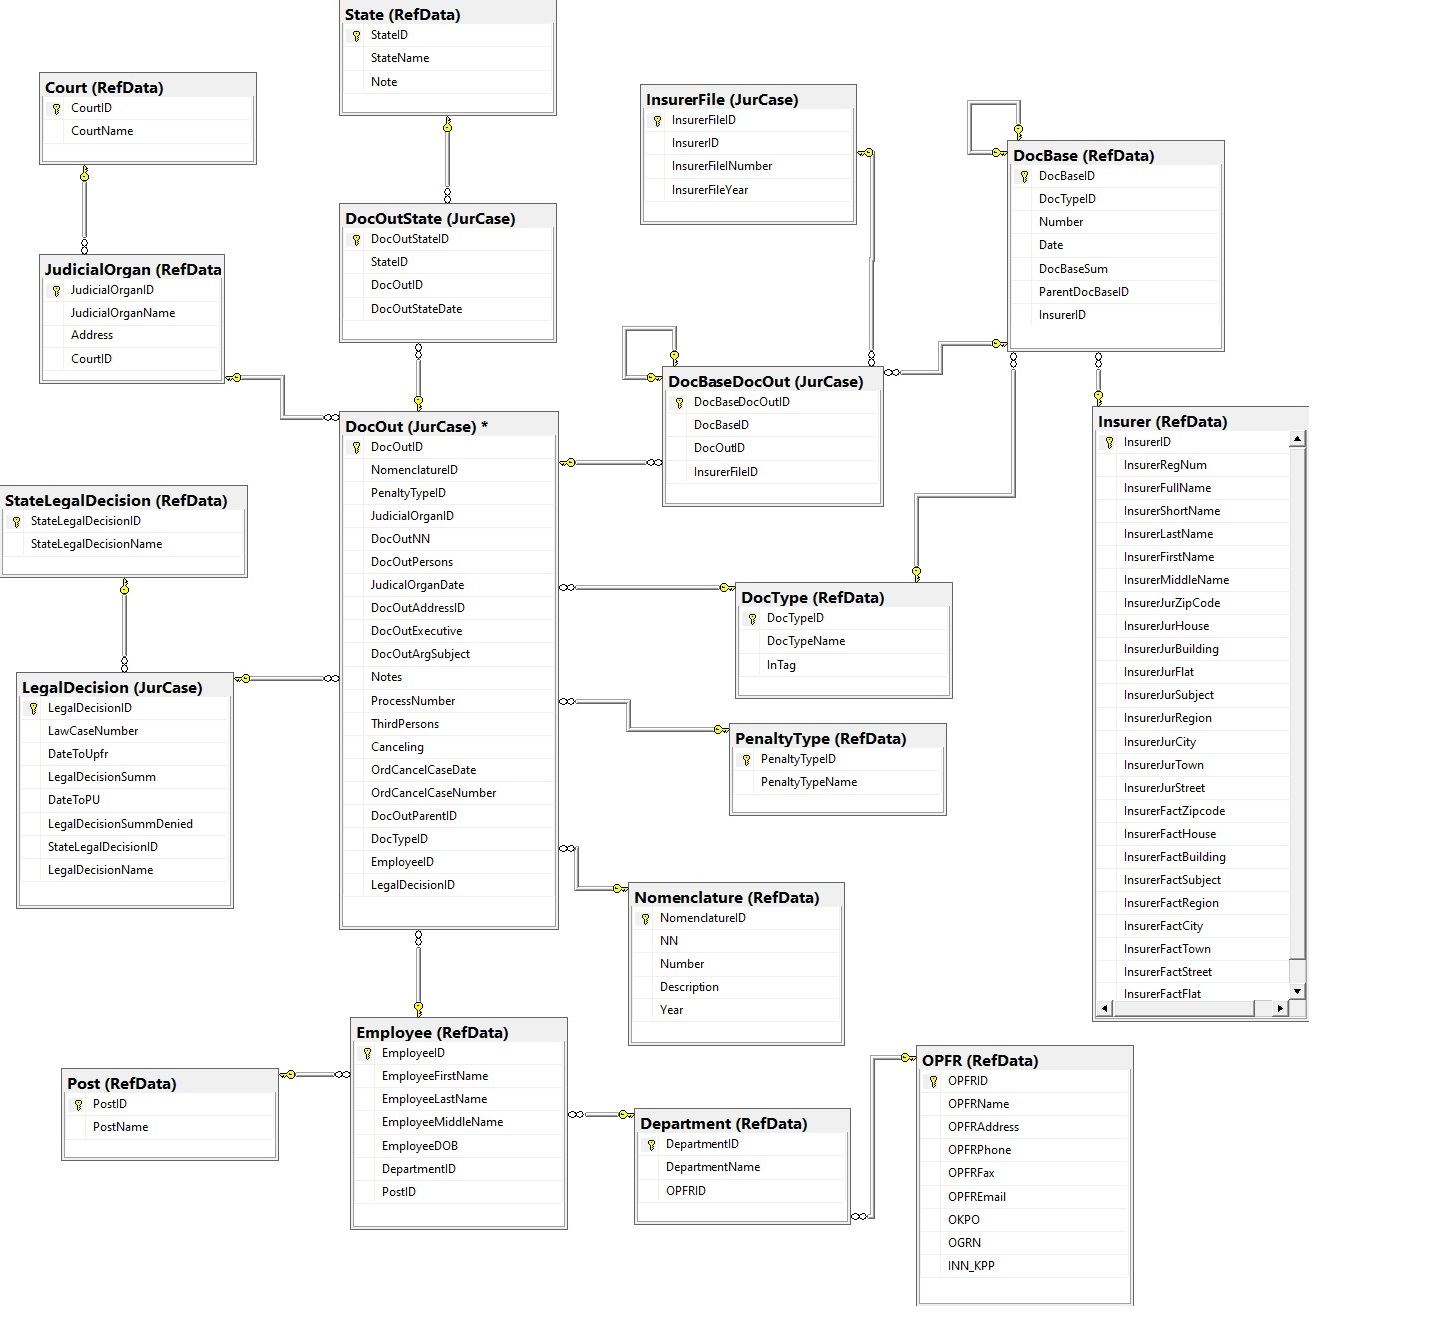 State (RefData)
StateID
StateName
Note
Court (RefData)
CourtID
CourtName
InsurerFile (JurCase)
InsurerFileID
InsurerID
InsurerFileINumber
InsurerFileYear
DocBase (RefData)
DocBaseID
DocTypeID
Number
Date
DocBaseSum
ParentDocBaseID
InsurerID
DocOutState (JurCase)
DocOutStateID
StateID
DocOutID
DocOutStateDate
JudicialOrgan (RefData
JudicialOrganID
JudicialOrganName
Address
CourtID
DocBaseDocOut (JurCase)
DocBaseDocOutID
DocBaseID
DocOutID
InsurerFileID
DocOut (JurCase) *
DocOutID
NomenclatureID
PenaltyTypeID
JudicialOrganID
DocOutNN
DocOutPersons
JudicalOrganDate
DocOutAddressID
DocOutExecutive
DocOutArgSubject
Notes
ProcessNumber
ThirdPersons
Canceling
OrdCancelCaseDate
OrdCancelCaseNumber
DocOutParentID
DocTypeID
EmployeeID
LegalDecisionID
Insurer (RefData)
InsurerID
InsurerRegNum
InsurerFullName
InsurerShortName
InsurerLastName
InsurerFirstName
InsurerMiddleName
InsurerJurZipCode
InsurerJurHouse
InsurerJurBuilding
InsurerJurFlat
InsurerJurSubject
InsurerJurRegion
InsurerJurCity
InsurerJurTown
InsurerJurStreet
InsurerFactZipcode
InsurerFactHouse
InsurerFactBuilding
InsurerFactSubject
InsurerFactRegion
InsurerFactCity
InsurerFactTown
InsurerFactStreet
InsurerFactFlat
StateLegalDecision (RefData)
StateLegalDecisionID
StateLegalDecisionName
DocType (RefData)
DocTypeID
DocTypeName
InTag
LegalDecision (JurCase)
LegalDecisionID
LawCaseNumber
DateToUpfr
LegalDecisionSumm
DateToPU
LegalDecisionSummDenied
StateLegalDecisionID
LegalDecisionName
PenaltyType (RefData)
PenaltyTypeID
PenaltyTypeName
Nomenclature (RefData)
NomenclatureID
NN
Number
Description
Year
Employee (RefData)
EmployeeID
EmployeeFirstName
EmployeeLastName
EmployeeMiddleName
EmployeeDOB
DepartmentID
PostID
Post (RefData)
PostID
PostName
Department (RefData)
DepartmentID
DepartmentName
OPFRID
OPFR (RefData)
OPFRID
OPFRName
OPFRAddress
OPFRPhone
OPFRFax
OPFREmail
OKPO
OGRN
INN_KPP